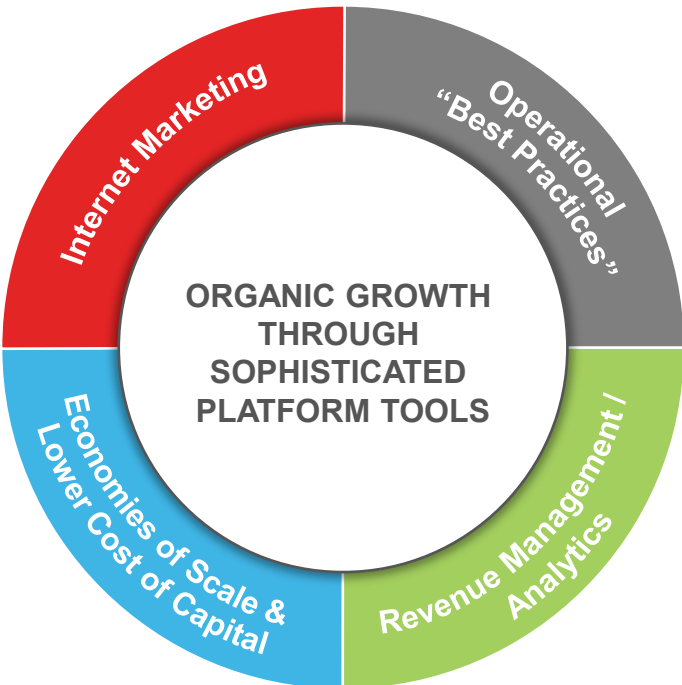 Internet Marketing
Operational
“Best Practices”
ORGANIC GROWTH
THROUGH
SOPHISTICATED
PLATFORM TOOLS
Economies of Scale &
Lower Cost of Capital
Revenue Management /
Analytics